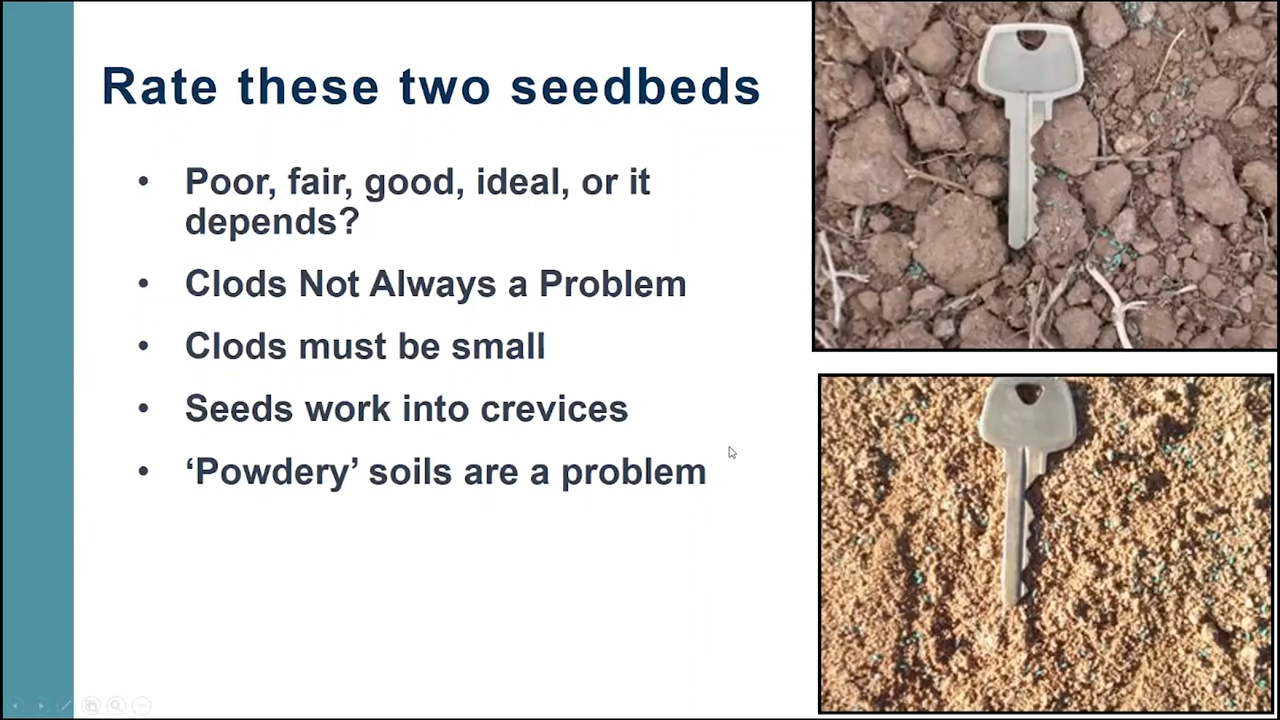 Rate these two seedbeds
• Poor, fair, good, ideal, or it
depends?
• Clods Not Always a Problem
• Clods must be small
• Seeds work into crevices
• ‘Powdery’ soils are a problem